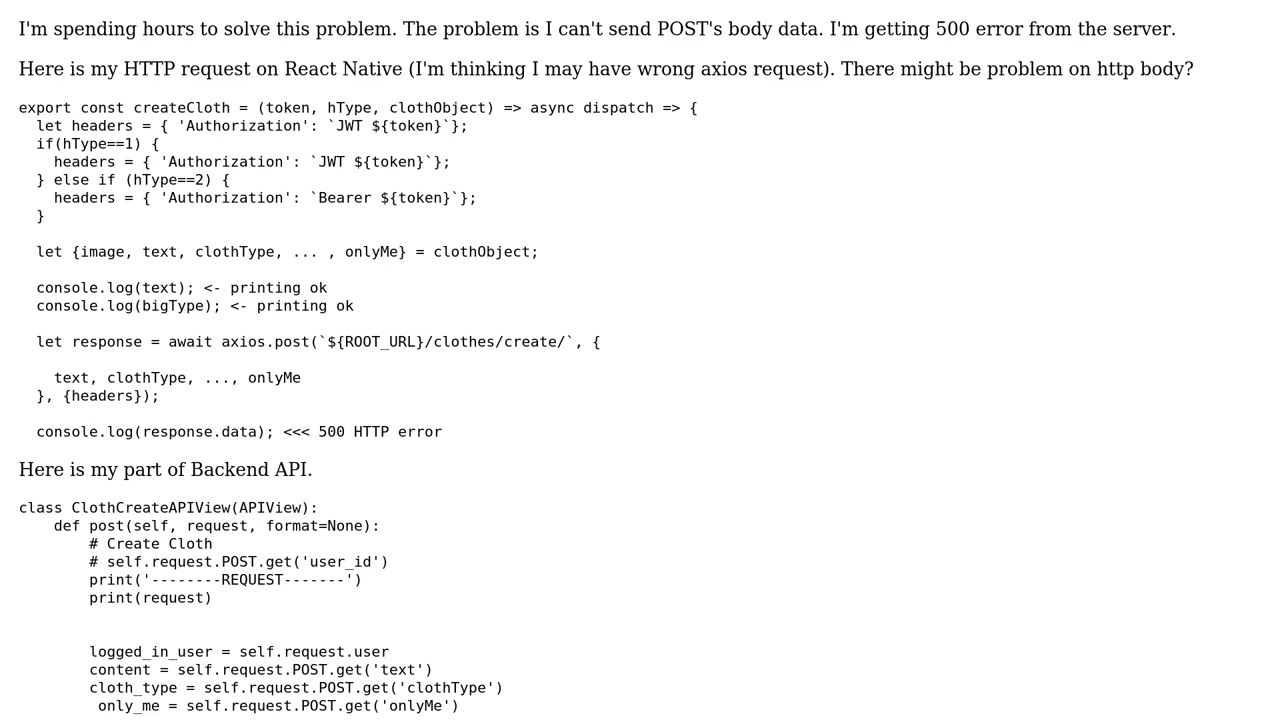 I'm spending hours to solve this problem. The problem is I can't send POST's body data. I'm getting 500 error from the server.
Here is my HTTP request on React Native (I'm thinking I may have wrong axios request). There might be problem on http body?
export const createCloth = (token, hType, clothObject) => async dispatch => {
  let headers = { 'Authorization': `JWT ${token}`};
  if(hType==1) {
    headers = { 'Authorization': `JWT ${token}`};
  } else if (hType==2) {
    headers = { 'Authorization': `Bearer ${token}`};
  }
  let {image, text, clothType, ... , onlyMe} = clothObject;
  console.log(text); <- printing ok
  console.log(bigType); <- printing ok
  let response = await axios.post(`${ROOT_URL}/clothes/create/`, {
    text, clothType, ..., onlyMe
  }, {headers});
  console.log(response.data); <<< 500 HTTP error
Here is my part of Backend API.
class ClothCreateAPIView(APIView):
    def post(self, request, format=None):
        # Create Cloth
        # self.request.POST.get('user_id')
        print('--------REQUEST-------')
        print(request)
        logged_in_user = self.request.user
        content = self.request.POST.get('text')
        cloth_type = self.request.POST.get('clothType')
         only_me = self.request.POST.get('onlyMe')